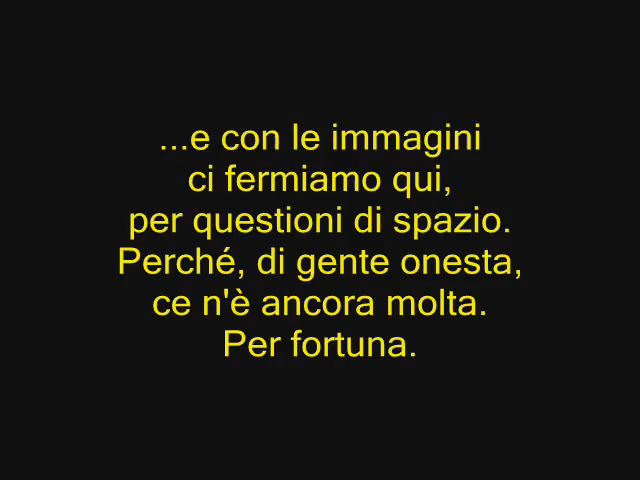 ...e con le immagini
ci fermiamo qui,
per questioni di spazio.
Perché, di gente onesta,
ce n'è ancora molta.
Per fortuna.